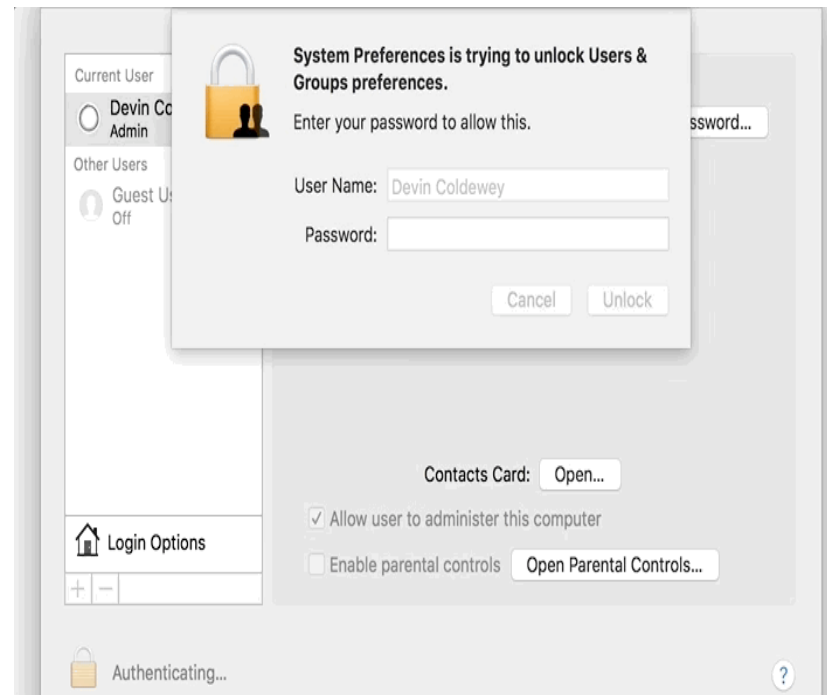 System Preferences is trying to unlock Users &
Groups preferences.
Enter your password to allow this.
User Name: Devin Coldewey
Password:
Cancel Unlock
Current User
Devin Co
Admin
Other Users
Guest Us
Off
ssword...
Contacts Card: Open...
Allow user to administer this computer
Enable parental controls Open Parental Controls...
Login Options
+ −
Authenticating...
?